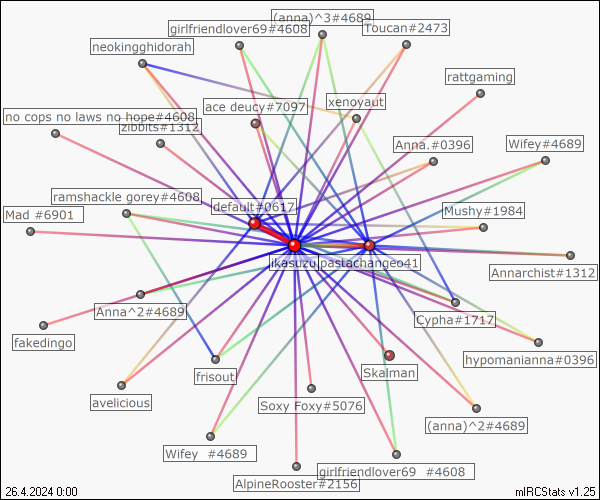 (anna)^3#4689
girlfriendlover69#4608
Toucan#2473
neokingghidorah
rattgaming
ace deucy#7097
xenoyaut
no cops no laws no hope#4608
zibbits#1312
Anna.#0396
Wifey#4689
ramshackle gorey#4608
default#0617
Mushy#1984
Mad #6901
ikasuzu
pastachangeo41
Annarchist#1312
Anna^2#4689
Cypha#1717
fakedingo
hypomanianna#0396
frisout
Skalman
avelicious
Soxy Foxy#5076
(anna)^2#4689
Wifey  #4689
girlfriendlover69  #4608
AlpineRooster#2156
26.4.2024 0:00
mIRCStats v1.25